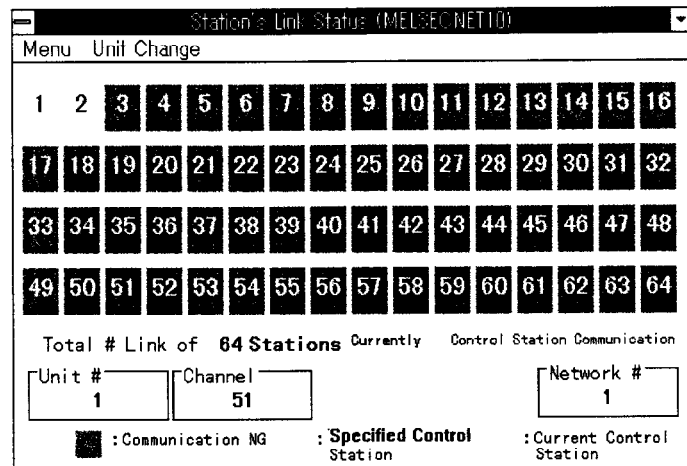 Station's Link Status (MELSECNET10)
Menu Unit Change
1 2 3 4 5 6 7 8 9 10 11 12 13 14 15 16
17 18 19 20 21 22 23 24 25 26 27 28 29 30 31 32
33 34 35 36 37 38 39 40 41 42 43 44 45 46 47 48
49 50 51 52 53 54 55 56 57 58 59 60 61 62 63 64
Total # Link of 64 Stations Currently Control Station Communication
Unit # Channel Network #
1 51 1
:Communication NG :Specified Control :Current Control
Station Station